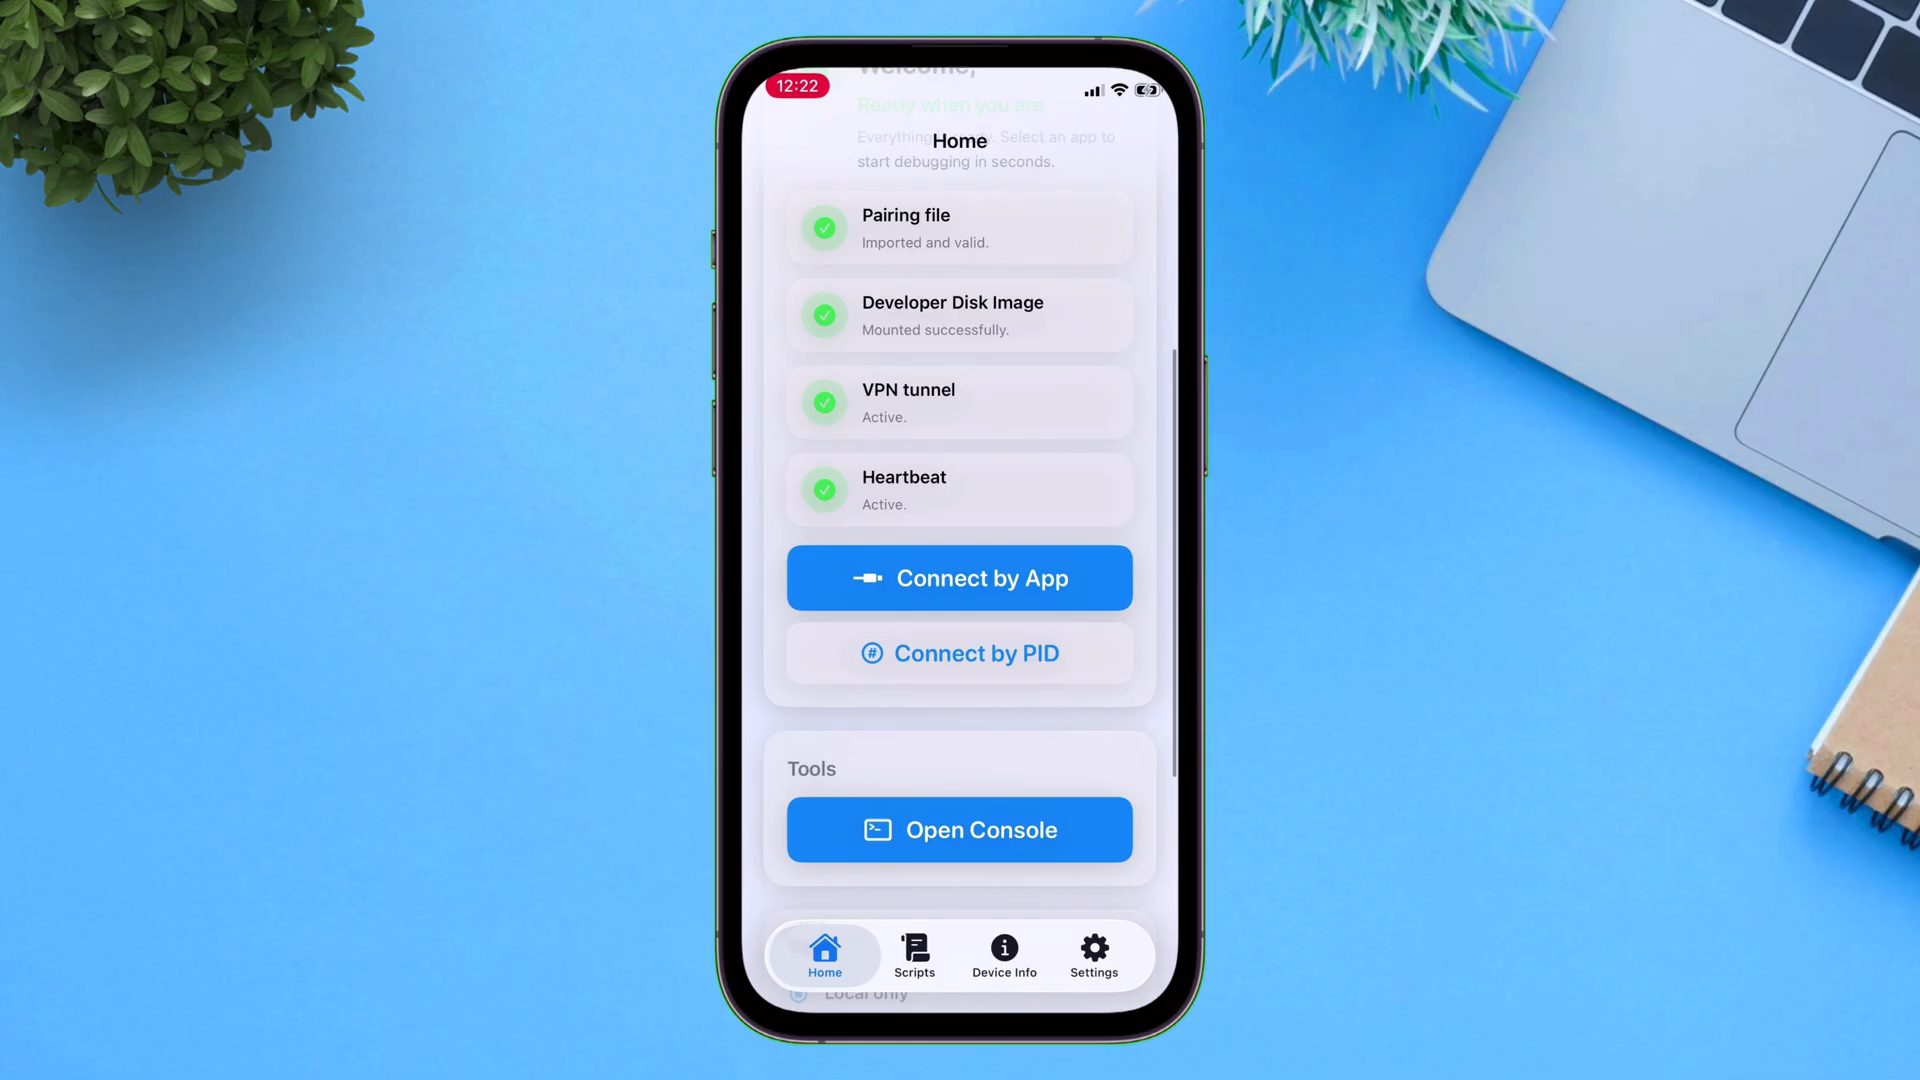 Welcome,
12:22
Ready when you are
Everything is ready. Select an app to
Home
start debugging in seconds.
Pairing file
Imported and valid.
Developer Disk Image
Mounted successfully.
VPN tunnel
Active.
Heartbeat
Active.
Connect by App
# Connect by PID
Tools
Open Console
Home
Scripts
Device Info
Settings
Local only